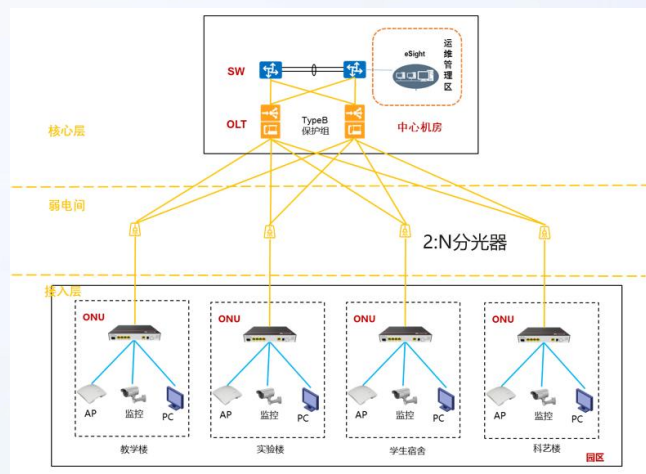 eSight
运维管理区
SW
OLT
TypeB
保护组
中心机房
核心层
弱电间
2:N分光器
接入层
ONU
ONU
ONU
ONU
AP
监控
PC
AP
监控
PC
AP
监控
PC
AP
监控
PC
教学楼
实验楼
学生宿舍
科艺楼
园区